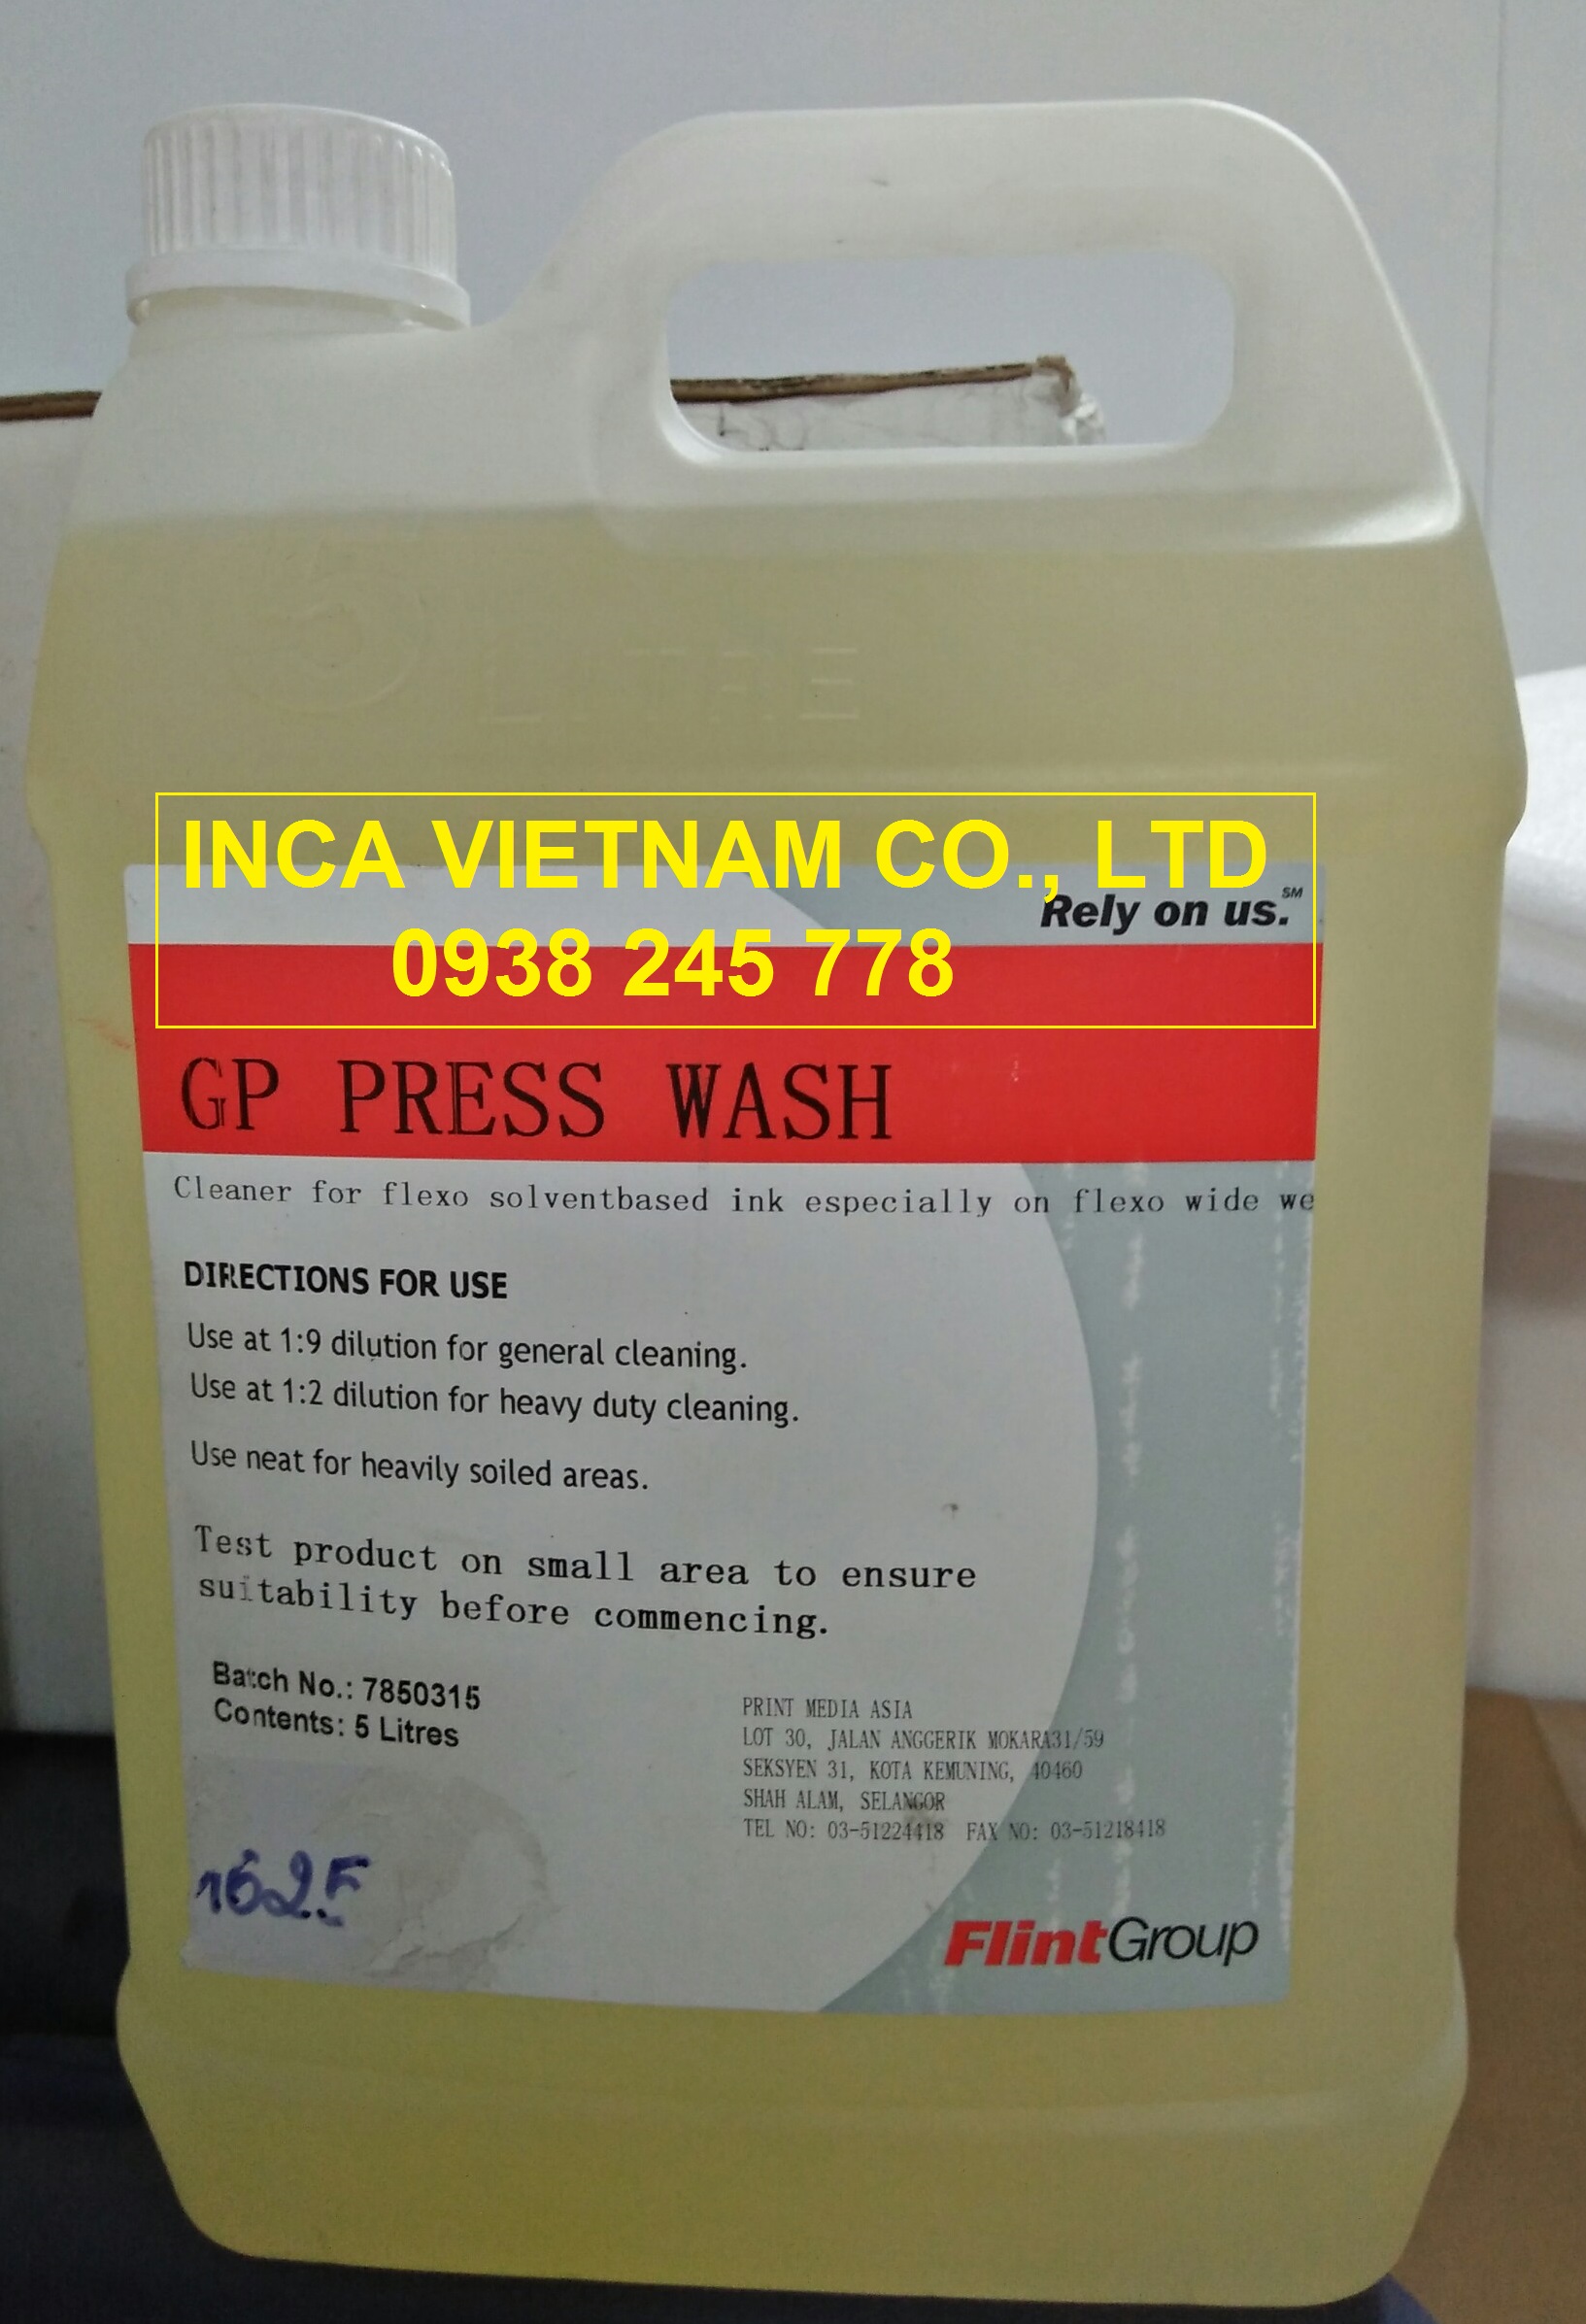 5
LITRE
INCA VIETNAM CO., LTD
Rely on us.℠
0938 245 778
GP PRESS WASH
Cleaner for flexo solventbased ink especially on flexo wide we
DIRECTIONS FOR USE
Use at 1:9 dilution for general cleaning.
Use at 1:2 dilution for heavy duty cleaning.
Use neat for heavily soiled areas.
Test product on small area to ensure
suitability before commencing.
Batch No.: 7850315
Contents: 5 Litres
PRINT MEDIA ASIA
LOT 30, JALAN ANGGERIK MOKARA31/59
SEKSYEN 31, KOTA KEMUNING, 40460
SHAH ALAM, SELANGOR
TEL NO: 03-51224418 FAX NO: 03-51218418
1625
FlintGroup